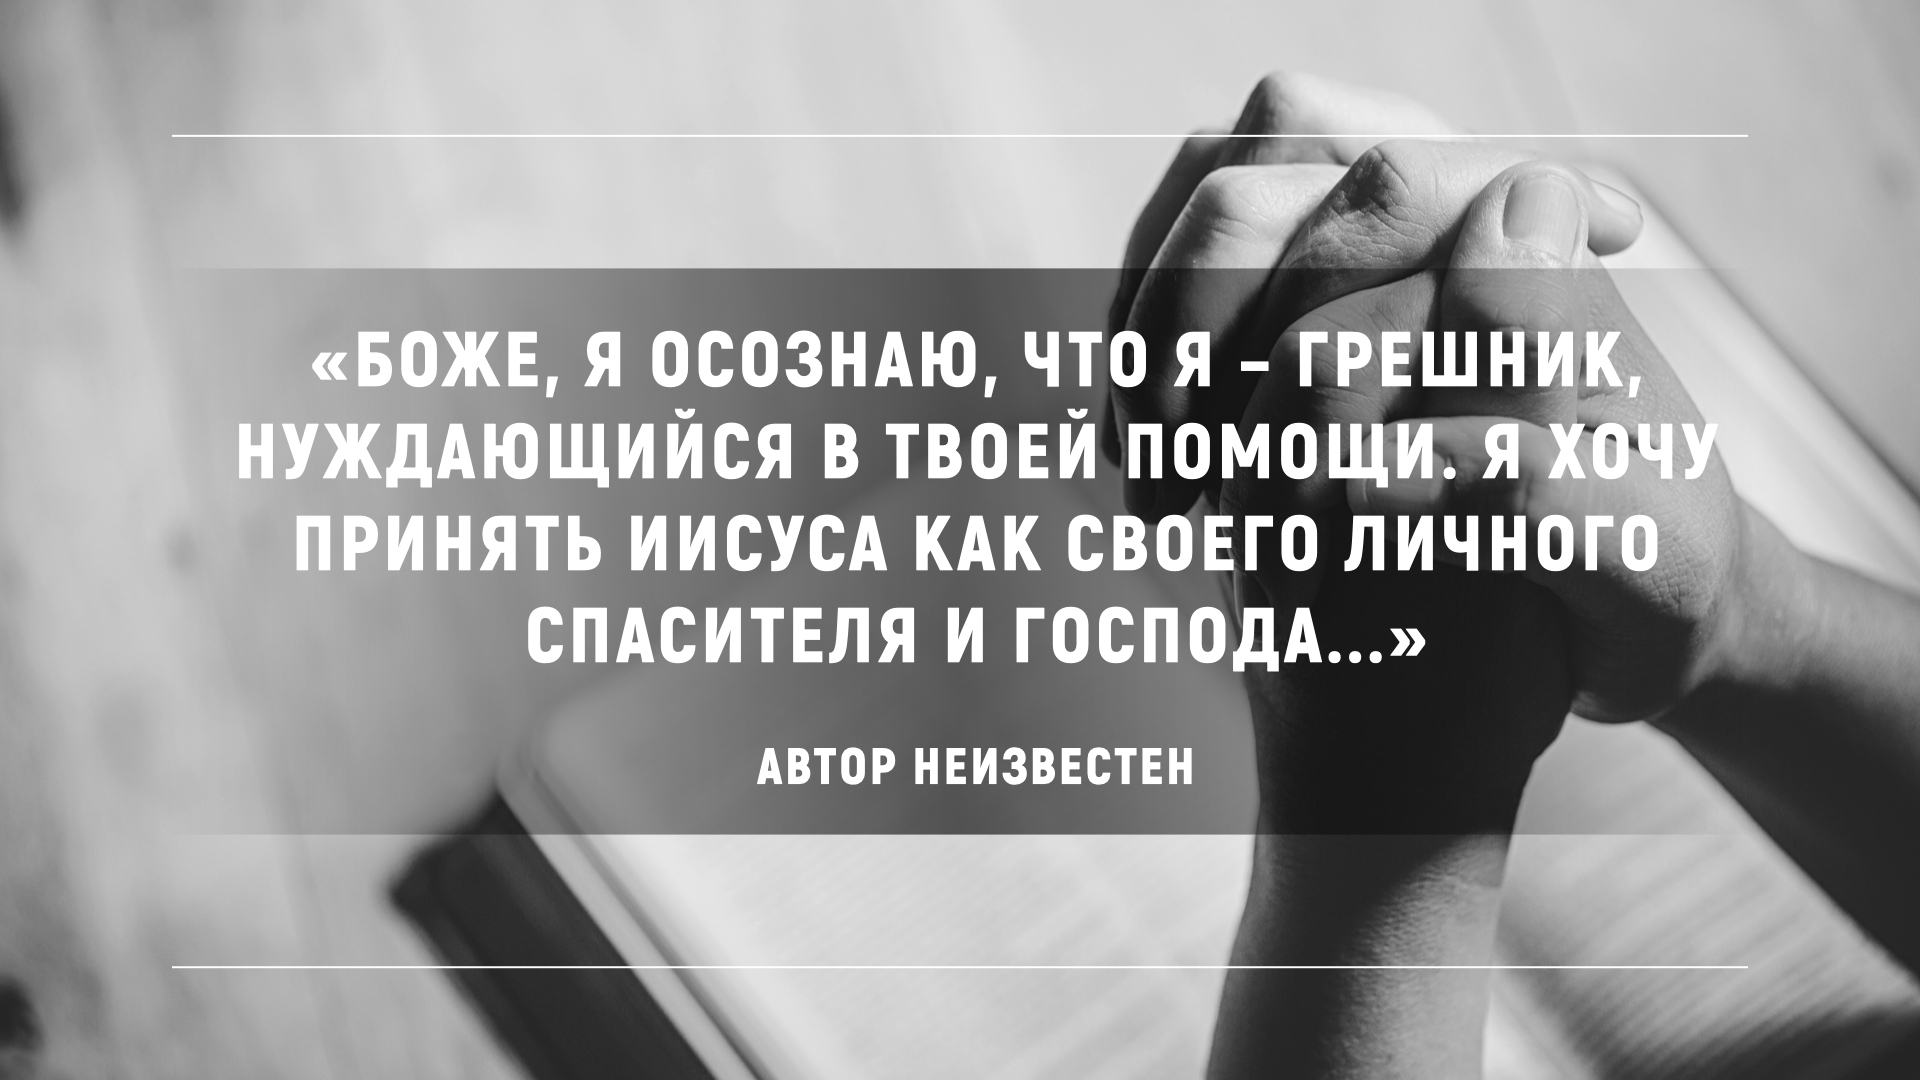 «БОЖЕ, Я ОСОЗНАЮ, ЧТО Я – ГРЕШНИК,
НУЖДАЮЩИЙСЯ В ТВОЕЙ ПОМОЩИ. Я ХОЧУ
ПРИНЯТЬ ИИСУСА КАК СВОЕГО ЛИЧНОГО
СПАСИТЕЛЯ И ГОСПОДА...»
АВТОР НЕИЗВЕСТЕН